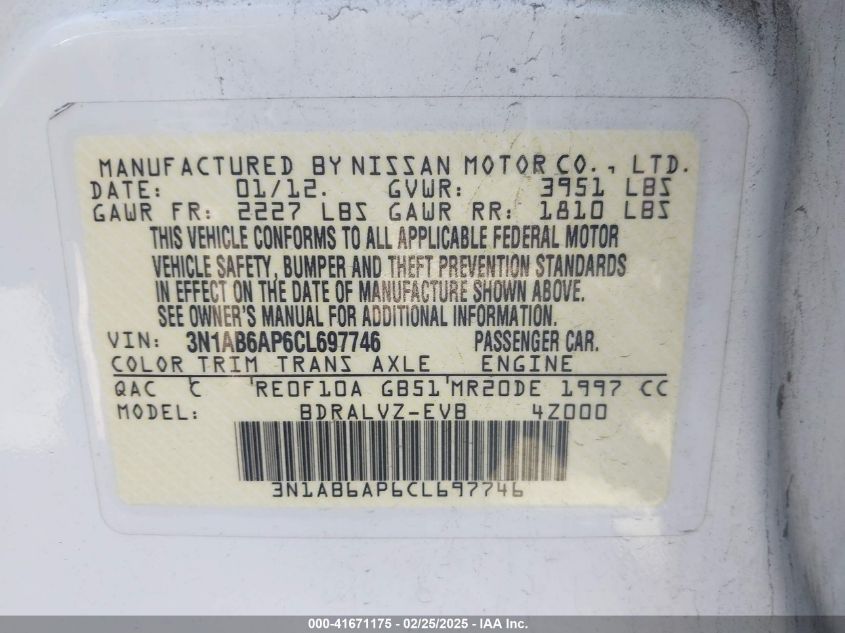 MANUFACTURED BY NISSAN MOTOR CO., LTD.
DATE: 01/12. GVWR: 3951 LBS
GAWR FR: 2227 LBS GAWR RR: 1810 LBS
THIS VEHICLE CONFORMS TO ALL APPLICABLE FEDERAL MOTOR
VEHICLE SAFETY, BUMPER AND THEFT PREVENTION STANDARDS
IN EFFECT ON THE DATE OF MANUFACTURE SHOWN ABOVE.
SEE OWNER'S MANUAL FOR ADDITIONAL INFORMATION.
VIN: 3N1AB6AP6CL697746 PASSENGER CAR.
COLOR TRIM TRANS AXLE ENGINE
QAC C 'RE0F10A GB51'MR20DE 1997 CC
MODEL: BDRALVZ-EVB 4Z000
3N1AB6AP6CL697746
000-41671175 - 02/25/2025 - IAA Inc.